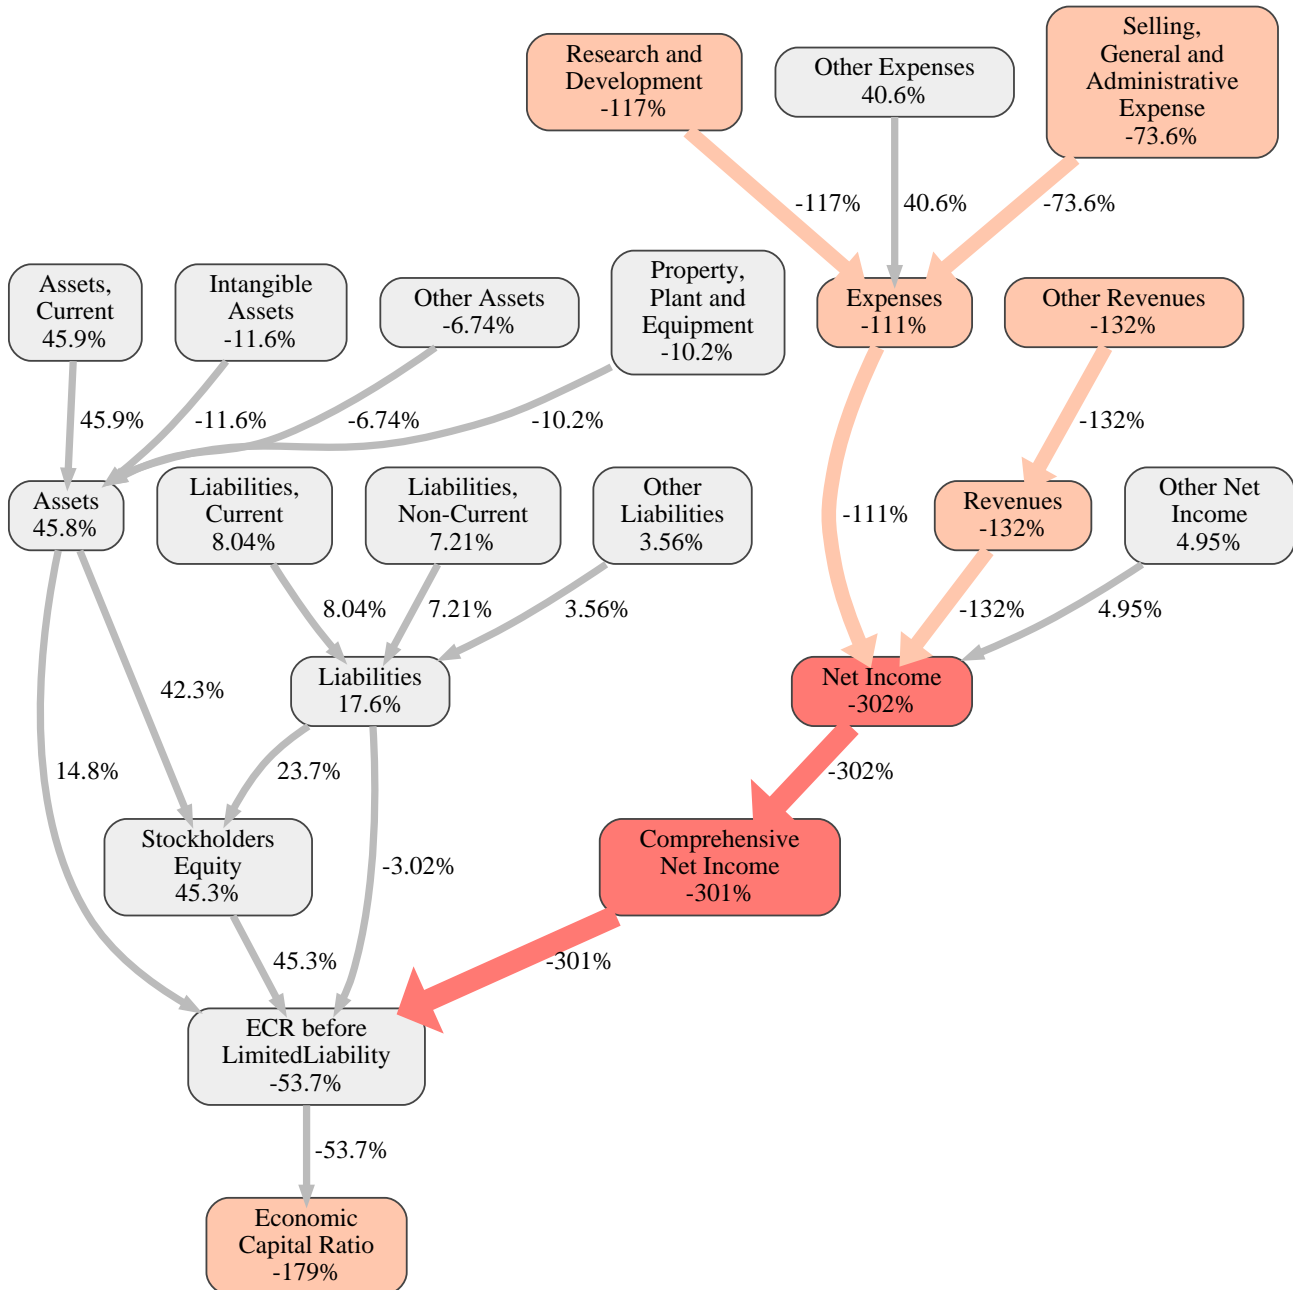 Research and
Development
-117%
Other Expenses
40.6%
Selling,
General and
Administrative
Expense
-73.6%
-117%
40.6%
-73.6%
Assets,
Current
45.9%
Intangible
Assets
-11.6%
Other Assets
-6.74%
Property,
Plant and
Equipment
-10.2%
Expenses
-111%
Other Revenues
-132%
45.9%
-11.6%
-6.74%
-10.2%
-132%
Assets
45.8%
Liabilities,
Current
8.04%
Liabilities,
Non-Current
7.21%
Other
Liabilities
3.56%
-111%
Revenues
-132%
Other Net
Income
4.95%
8.04%
7.21%
3.56%
-132%
4.95%
Liabilities
17.6%
Net Income
-302%
42.3%
14.8%
23.7%
-302%
Stockholders
Equity
45.3%
-3.02%
Comprehensive
Net Income
-301%
45.3%
-301%
ECR before
LimitedLiability
-53.7%
-53.7%
Economic
Capital Ratio
-179%